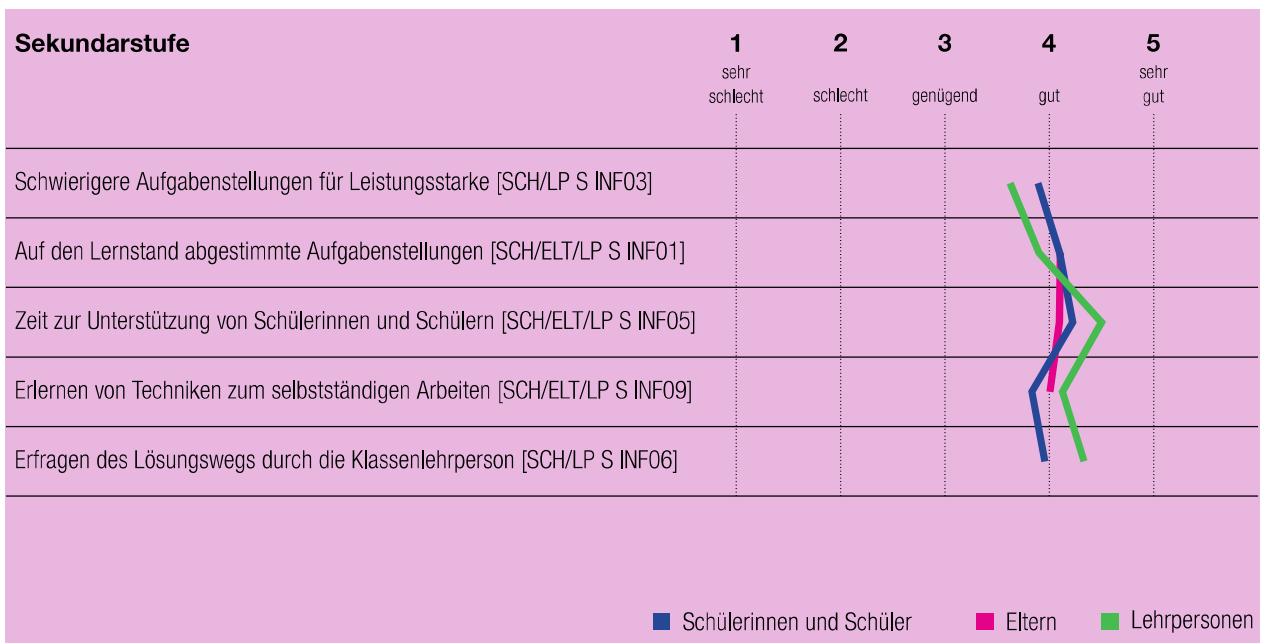 Sekundarstufe 1 2 3 4 5
sehr sehr
schlecht schlecht genügend gut gut
Schwierigere Aufgabenstellungen für Leistungsstarke [SCH/LP S INF03]
Auf den Lernstand abgestimmte Aufgabenstellungen [SCH/ELT/LP S INF01]
Zeit zur Unterstützung von Schülerinnen und Schülern [SCH/ELT/LP S INF05]
Erlernen von Techniken zum selbstständigen Arbeiten [SCH/ELT/LP S INF09]
Erfragen des Lösungswegs durch die Klassenlehrperson [SCH/LP S INF06]
Schülerinnen und Schüler Eltern Lehrpersonen